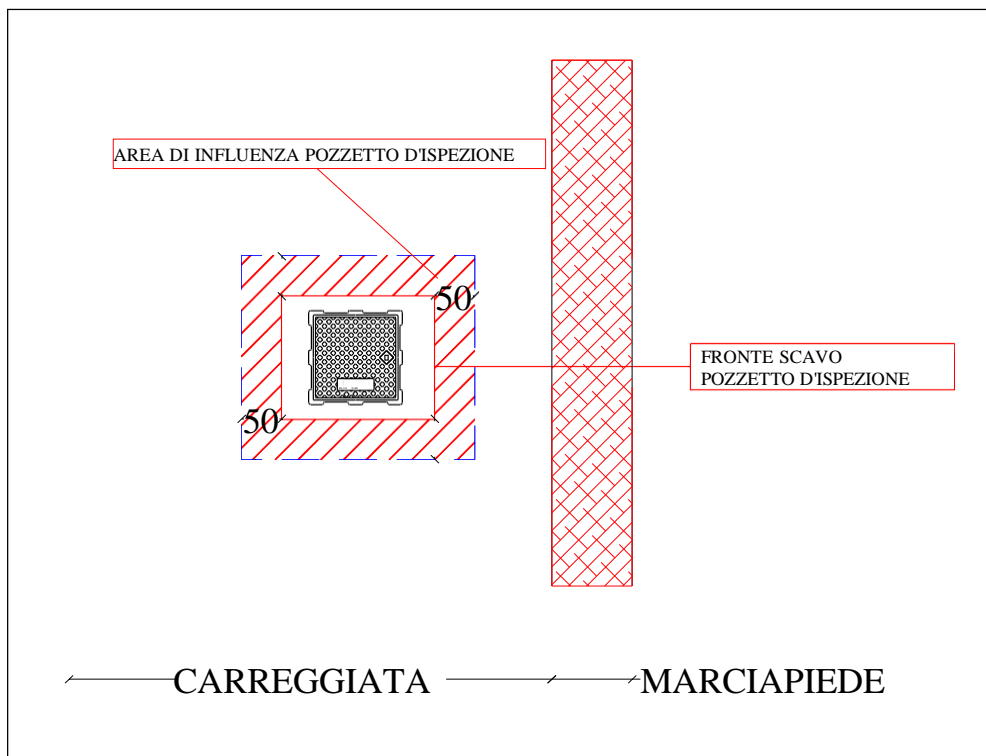 AREA DI INFLUENZA POZZETTO D'ISPEZIONE
50
FRONTE SCAVO
POZZETTO D'ISPEZIONE
50
CARREGGIATA
MARCIAPIEDE